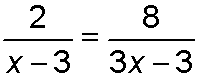 2/(x – 3) = 8/(3x – 3)